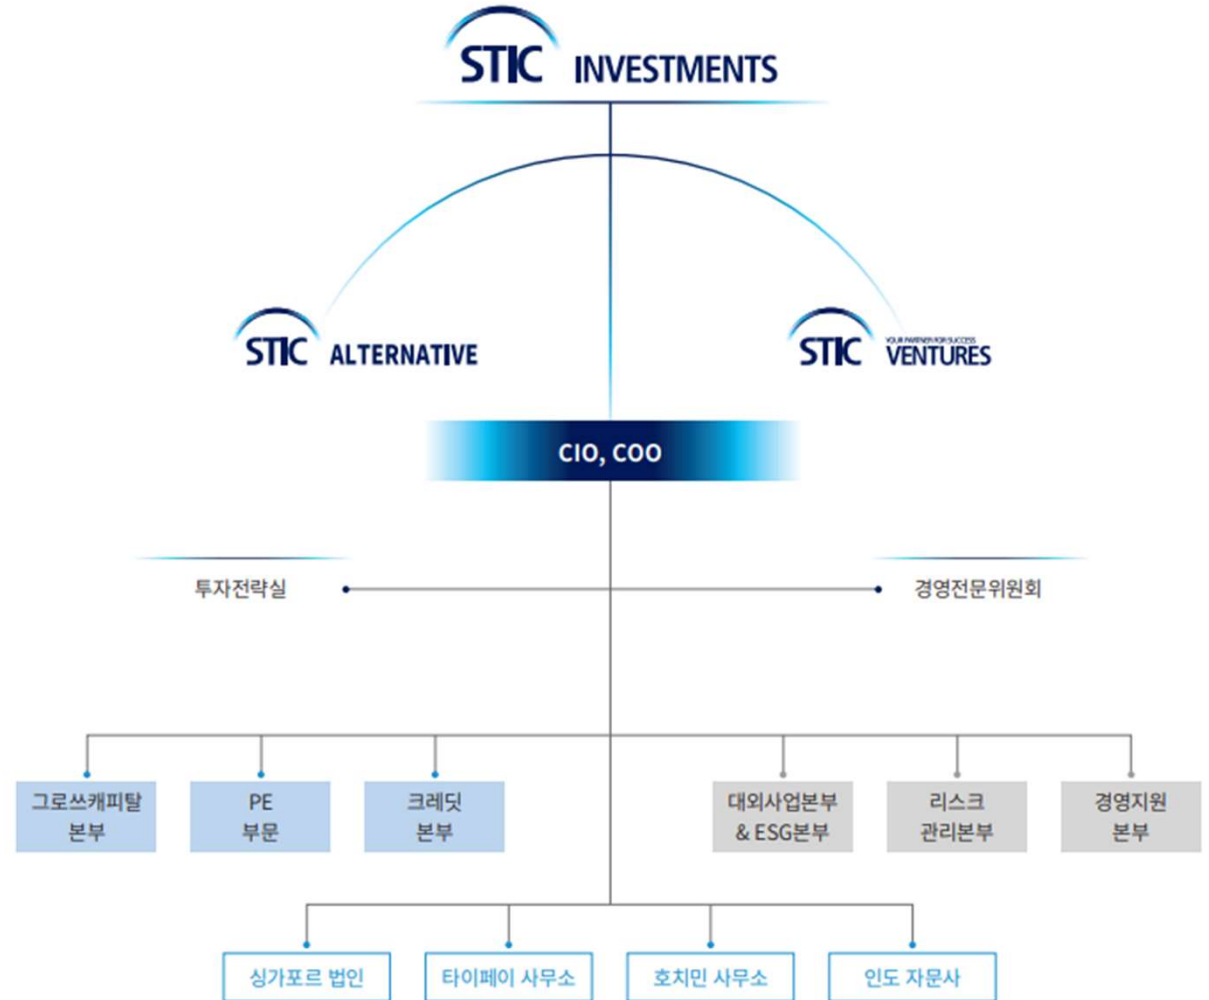 STIC INVESTMENTS
STIC ALTERNATIVE
STIC YOUR PARTNER FOR SUCCESS
VENTURES
CIO, COO
투자전략실
경영전문위원회
그로쓰캐피탈
본부
PE
부문
크레딧
본부
대외사업본부
& ESG본부
리스크
관리본부
경영지원
본부
싱가포르 법인
타이페이 사무소
호치민 사무소
인도 자문사